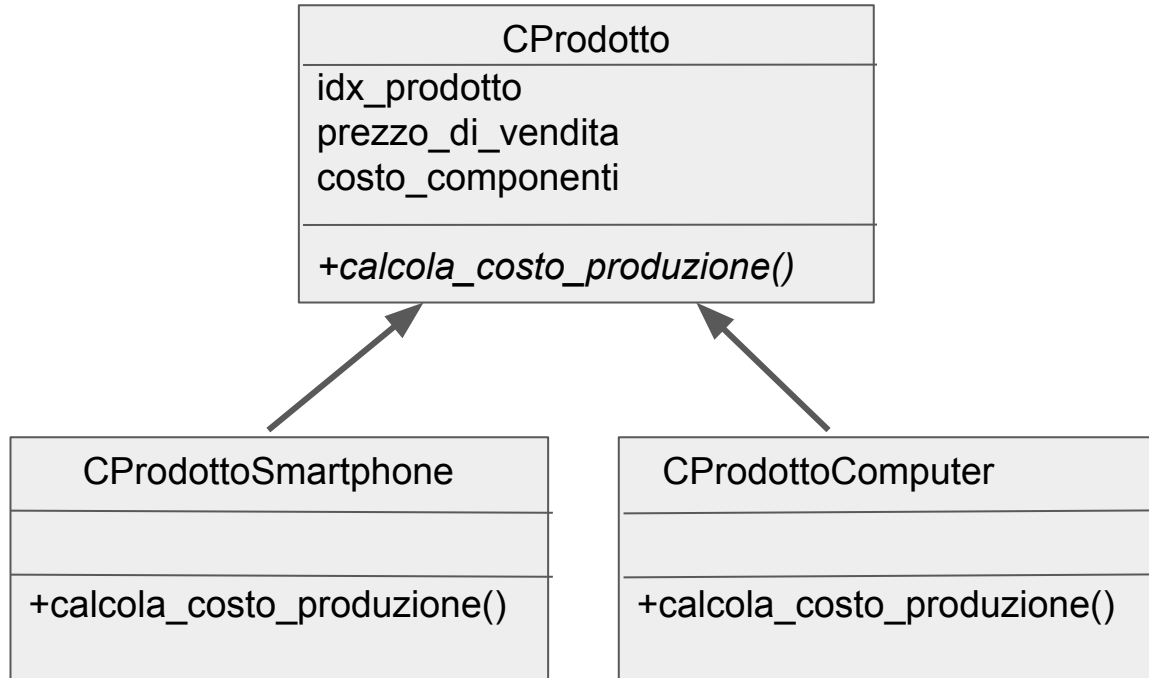 CProdotto
idx_prodotto
prezzo_di_vendita
costo_componenti
+calcola_costo_produzione()
CProdottoSmartphone
+calcola_costo_produzione()
CProdottoComputer
+calcola_costo_produzione()